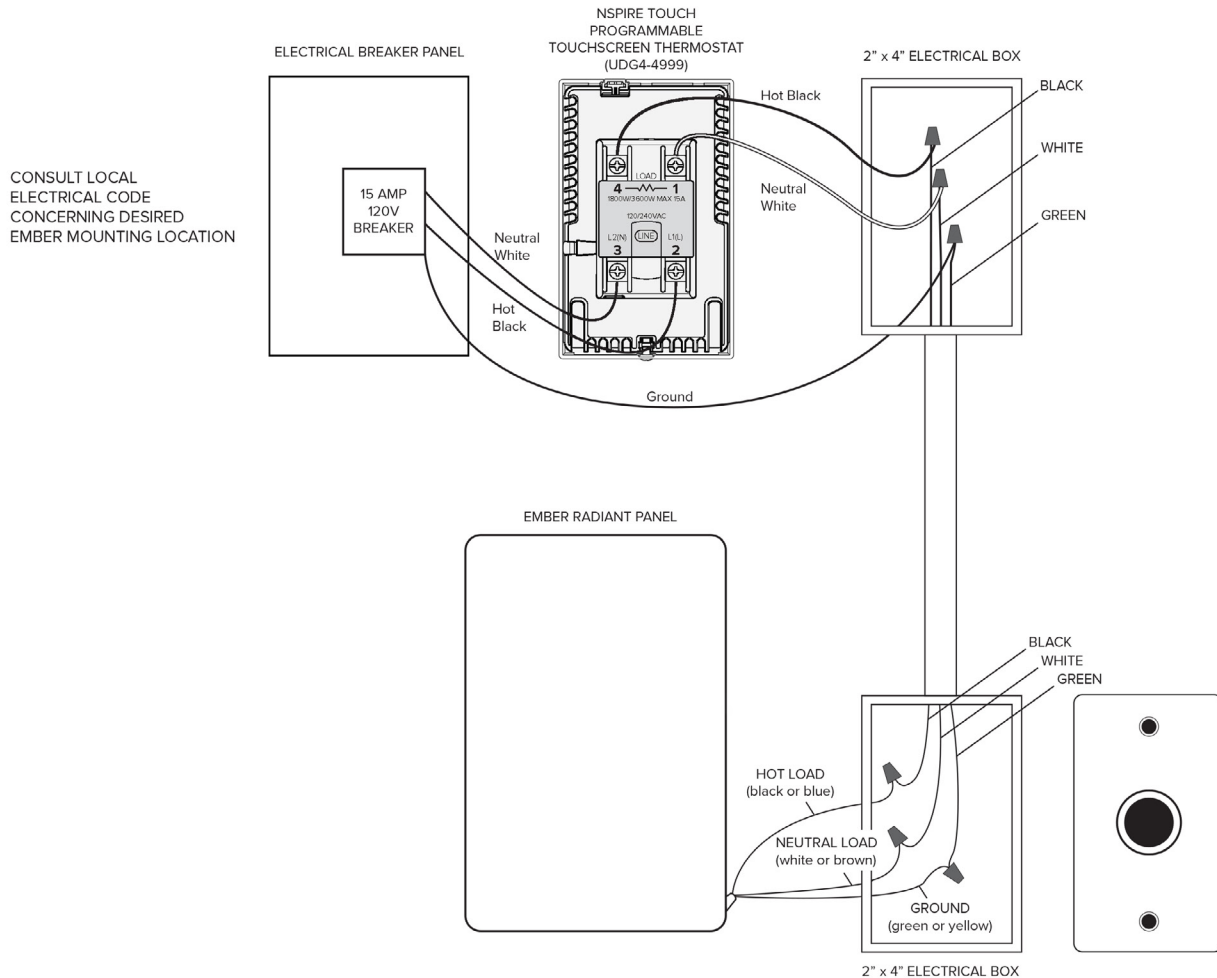 NSPIRE TOUCH
PROGRAMMABLE
TOUCHSCREEN THERMOSTAT
(UDG4-4999)
ELECTRICAL BREAKER PANEL
2" x 4" ELECTRICAL BOX
Hot Black
BLACK
WHITE
GREEN
CONSULT LOCAL
ELECTRICAL CODE
CONCERNING DESIRED
EMBER MOUNTING LOCATION
15 AMP
120V
BREAKER
LOAD
4 1
1800W/3600W MAX 15A
120/240VAC
L2(N) LINE L1(L)
3 2
Neutral
White
Neutral
White
Hot
Black
Ground
EMBER RADIANT PANEL
BLACK
WHITE
GREEN
HOT LOAD
(black or blue)
NEUTRAL LOAD
(white or brown)
GROUND
(green or yellow)
2" x 4" ELECTRICAL BOX